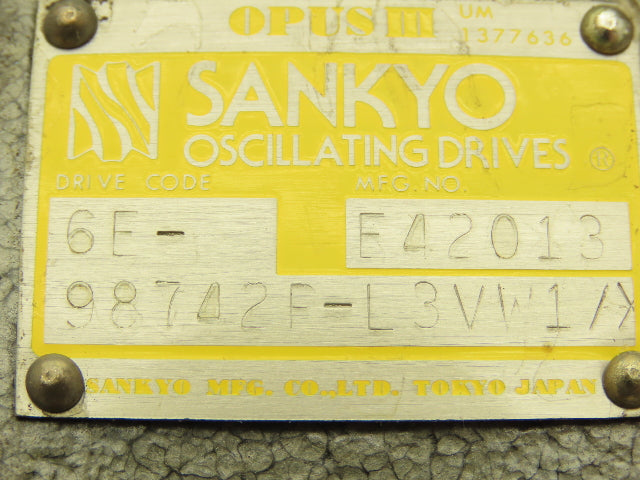 OPUS III UM
1377636
SANKYO
OSCILLATING DRIVES ®
DRIVE CODE MFG. NO.
6E- E42013
98742P-L3VW1/X
SANKYO MFG. CO., LTD. TOKYO JAPAN